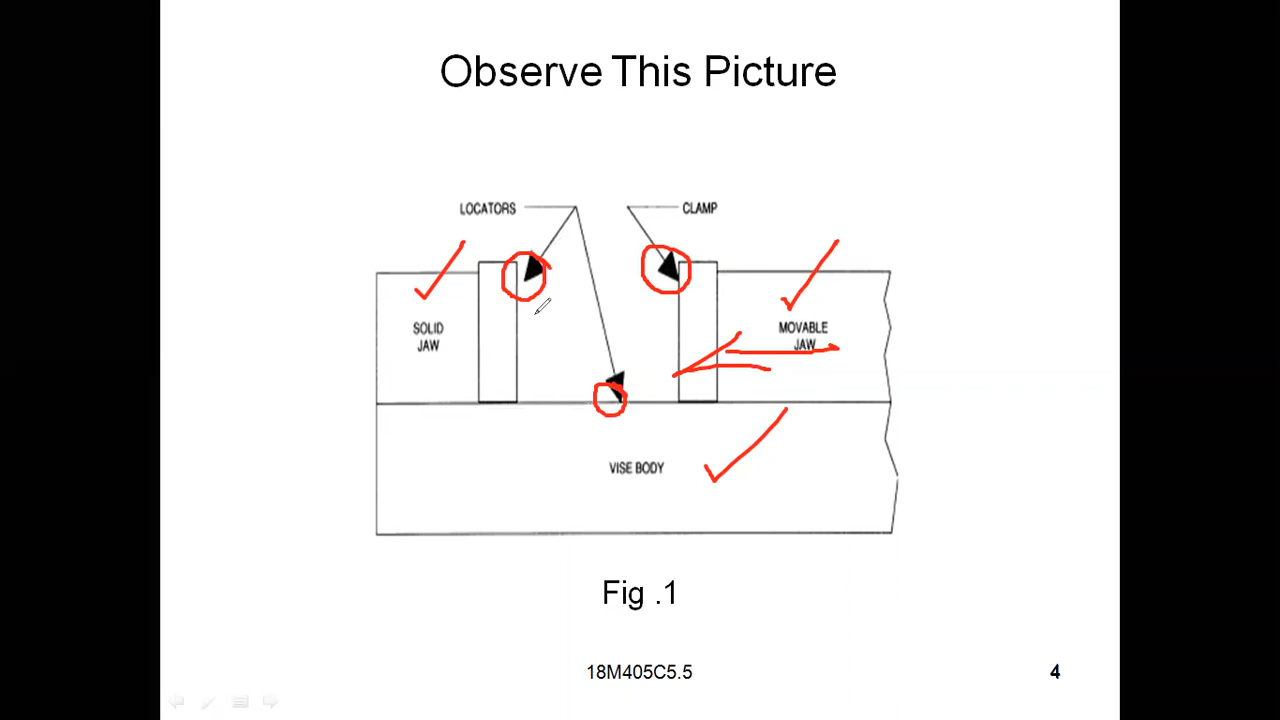 Observe This Picture
LOCATORS
CLAMP
SOLID
JAW
MOVABLE
JAW
VISE BODY
Fig .1
18M405C5.5
4